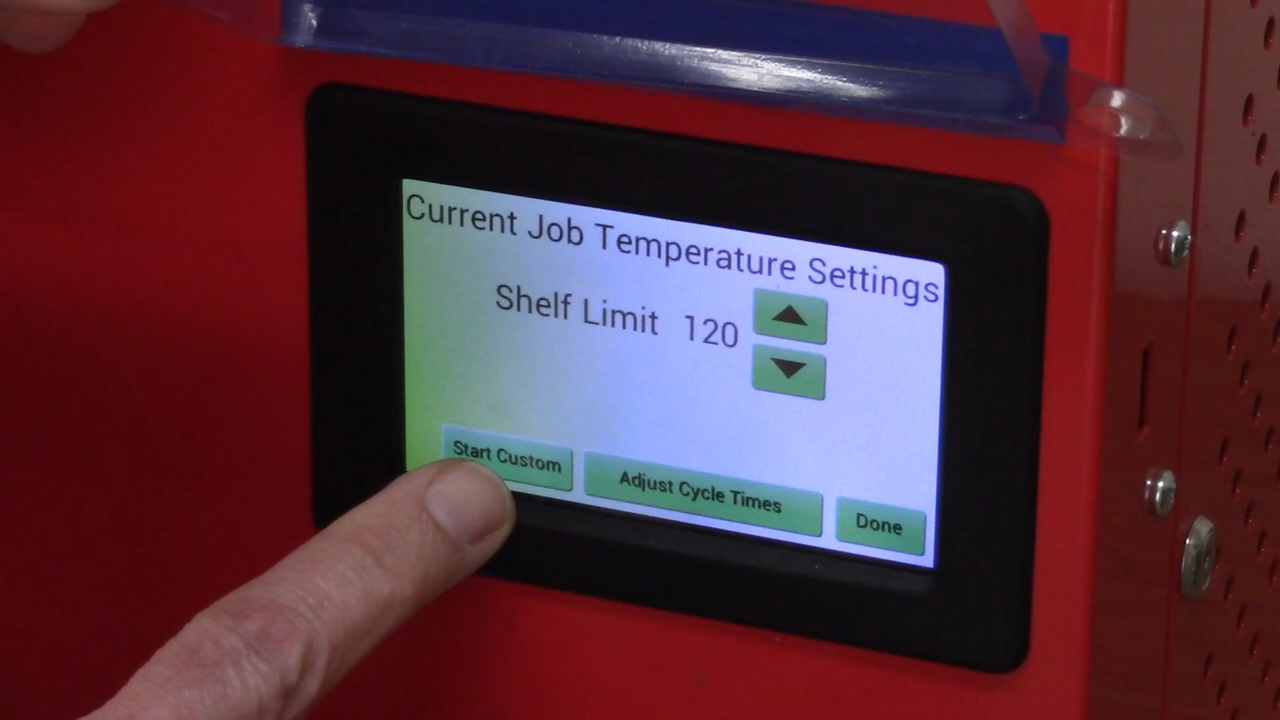 Current Job Temperature Settings
Shelf Limit 120
Start Custom
Adjust Cycle Times
Done